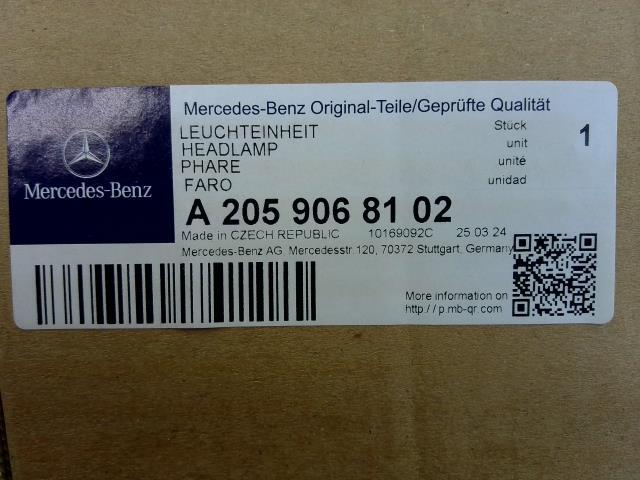 Mercedes-Benz Original-Teile/Geprüfte Qualität
LEUCHTEINHEIT Stück 1
HEADLAMP unit
PHARE unité
FARO unidad
Mercedes-Benz
A 205 906 81 02
Made in CZECH REPUBLIC 10169092C 25 03 24
Mercedes-Benz AG, Mercedesstr.120, 70372 Stuttgart, Germany
More information on
http://p.mb-qr.com